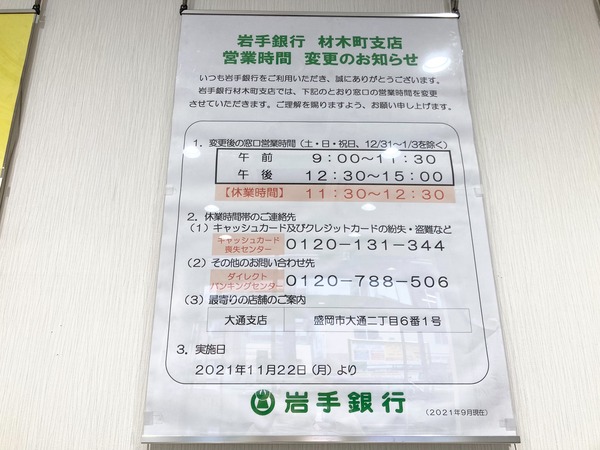 岩手銀行 材木町支店
営業時間 変更のお知らせ
いつも岩手銀行をご利用いただき、誠にありがとうございます。
岩手銀行材木町支店では、下記のとおり窓口の営業時間を変更
させていただきます。ご理解を賜りますよう、お願い申し上げます。
1．変更後の窓口営業時間（土・日・祝日、12/31～1/3を除く）
午 前 9：00～11：30
午 後 12：30～15：00
【休業時間】 11：30～12：30
2．休業時間帯のご連絡先
（1）キャッシュカード及びクレジットカードの紛失・盗難など
キャッシュカード
喪失センター
0120－131－344
（2）その他のお問い合わせ先
ダイレクト
バンキングセンター
0120－788－506
（3）最寄りの店舗のご案内
大通支店 盛岡市大通二丁目6番1号
3．実施日
2021年11月22日（月）より
岩手銀行
（2021年9月現在）